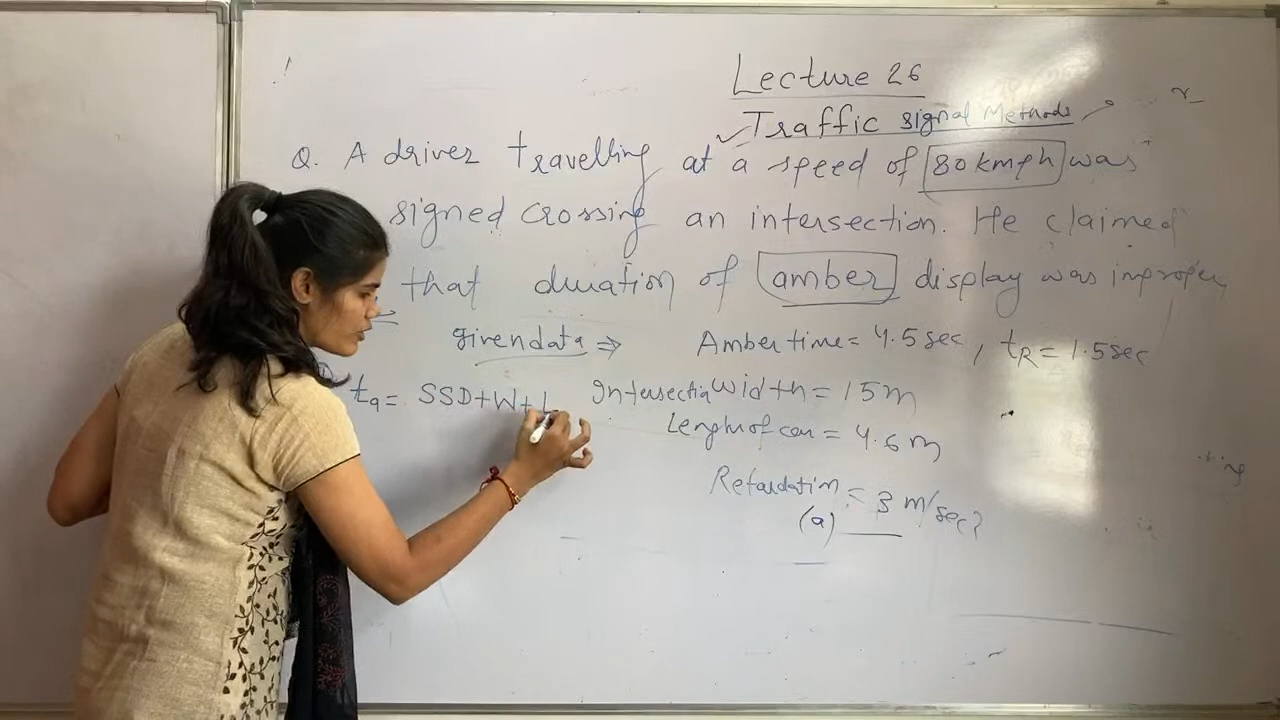 Lecture 26
Traffic signal Methods
Q. A driver travelling at a speed of 80 kmph was
signed crossing an intersection. He claimed
that duration of amber display was improper,
given data ⇒ Amber time = 4.5 sec, tR = 1.5 sec
ta = SSD+W+L
Intersection Width = 15 m
Length of car = 4.6 m
Retardation = 3 m/sec2
(a)